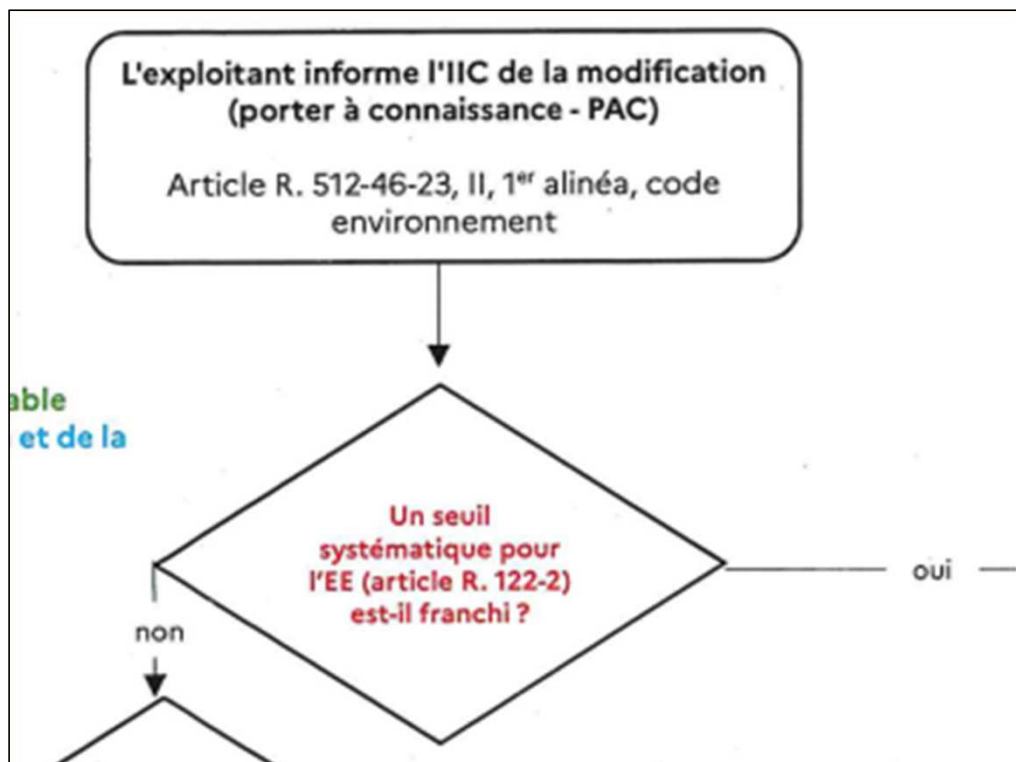 L'exploitant informe l'IIC de la modification
(porter à connaissance - PAC)
Article R. 512-46-23, II, 1er alinéa, code
environnement
able
et de la
Un seuil
systématique pour
l'EE (article R. 122-2)
est-il franchi ?
oui
non